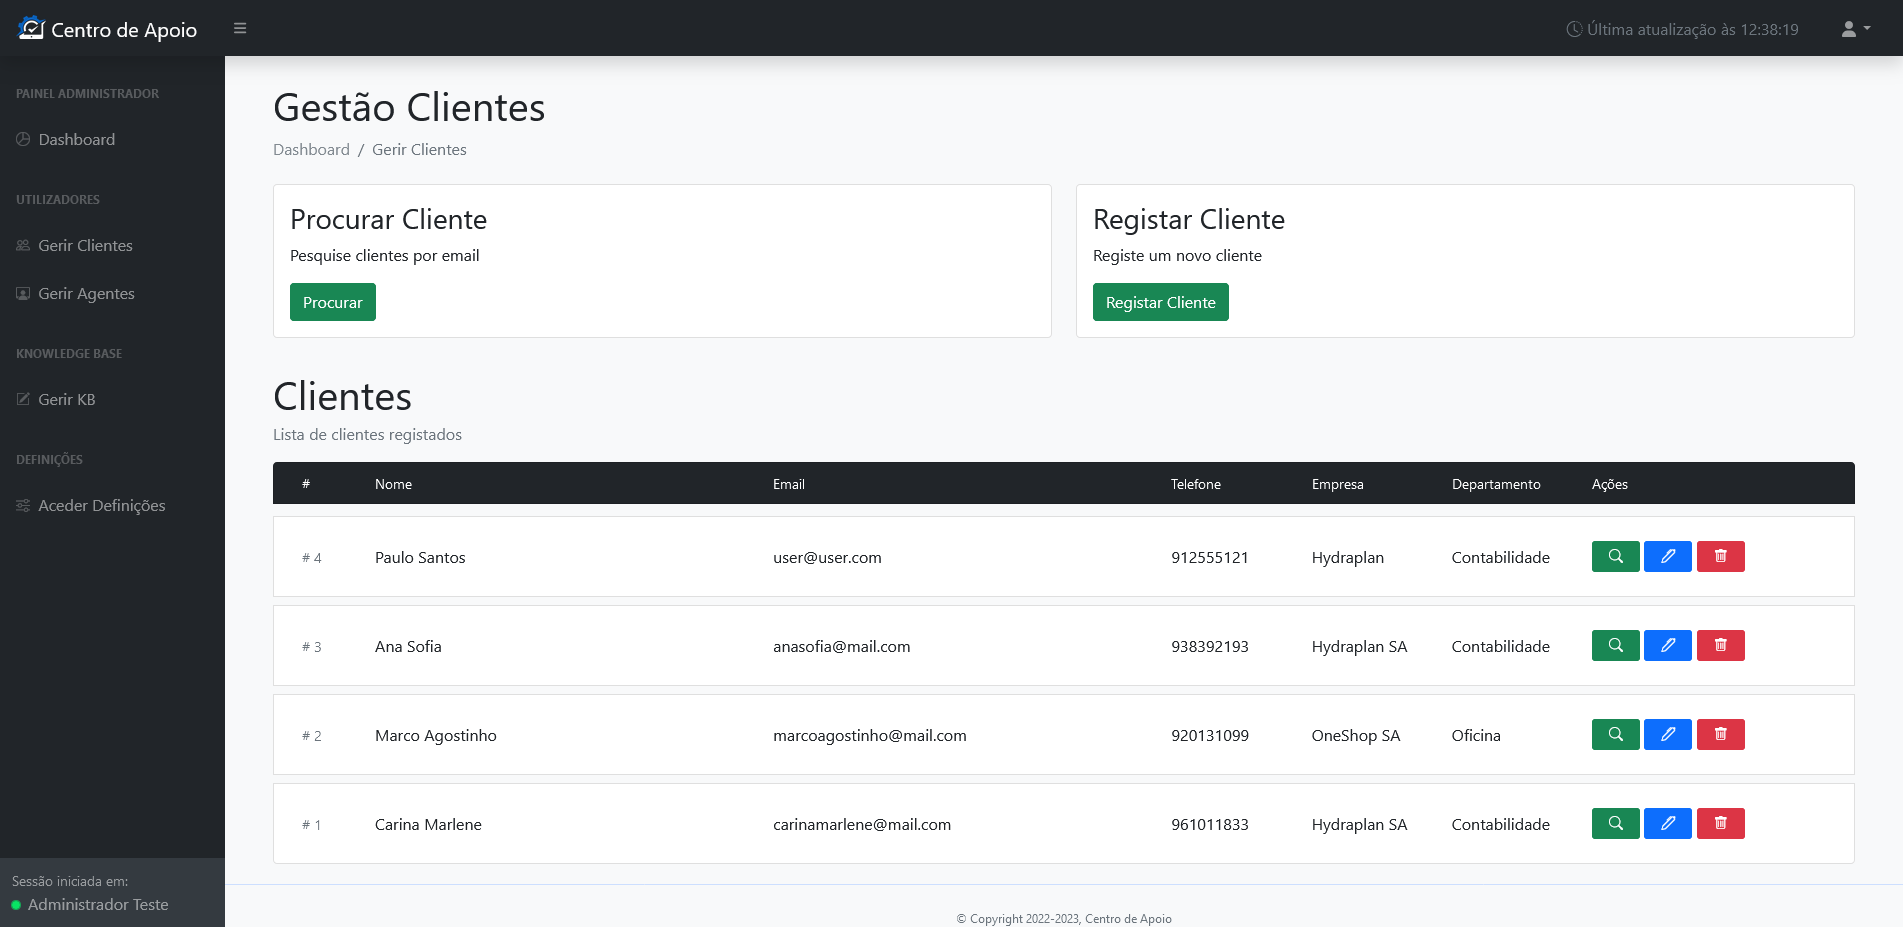 Centro de Apoio
Última atualização às 12:38:19
PAINEL ADMINISTRADOR
Dashboard
UTILIZADORES
Gerir Clientes
Gerir Agentes
KNOWLEDGE BASE
Gerir KB
DEFINIÇÕES
Aceder Definições
Sessão iniciada em:
Administrador Teste
Gestão Clientes
Dashboard / Gerir Clientes
Procurar Cliente
Pesquise clientes por email
Procurar
Registar Cliente
Registe um novo cliente
Registar Cliente
Clientes
Lista de clientes registados
# Nome Email Telefone Empresa Departamento Ações
# 4 Paulo Santos user@user.com 912555121 Hydraplan Contabilidade
# 3 Ana Sofia anasofia@mail.com 938392193 Hydraplan SA Contabilidade
# 2 Marco Agostinho marcoagostinho@mail.com 920131099 OneShop SA Oficina
# 1 Carina Marlene carinamarlene@mail.com 961011833 Hydraplan SA Contabilidade
© Copyright 2022-2023, Centro de Apoio